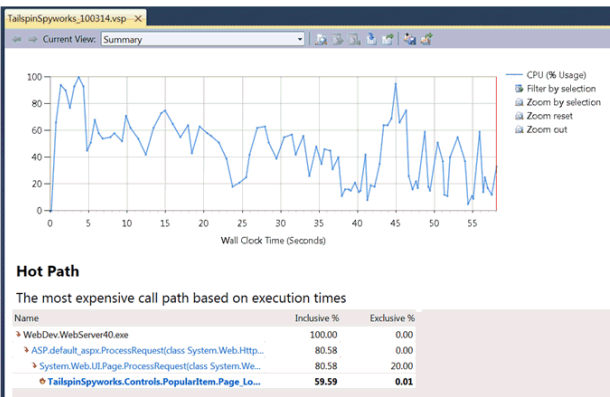 TailspinSpyworks_100314.vsp
Current View: Summary
100
80
60
40
20
0
0 5 10 15 20 25 30 35 40 45 50 55
Wall Clock Time (Seconds)
CPU (% Usage)
Filter by selection
Zoom by selection
Zoom reset
Zoom out
Hot Path
The most expensive call path based on execution times
Name Inclusive % Exclusive %
WebDev.WebServer40.exe 100.00 0.00
ASP.default_aspx.ProcessRequest(class System.Web.Http... 80.58 0.00
System.Web.UI.Page.ProcessRequest(class System.We... 80.58 20.00
TailspinSpyworks.Controls.PopularItem.Page_Lo... 59.59 0.01